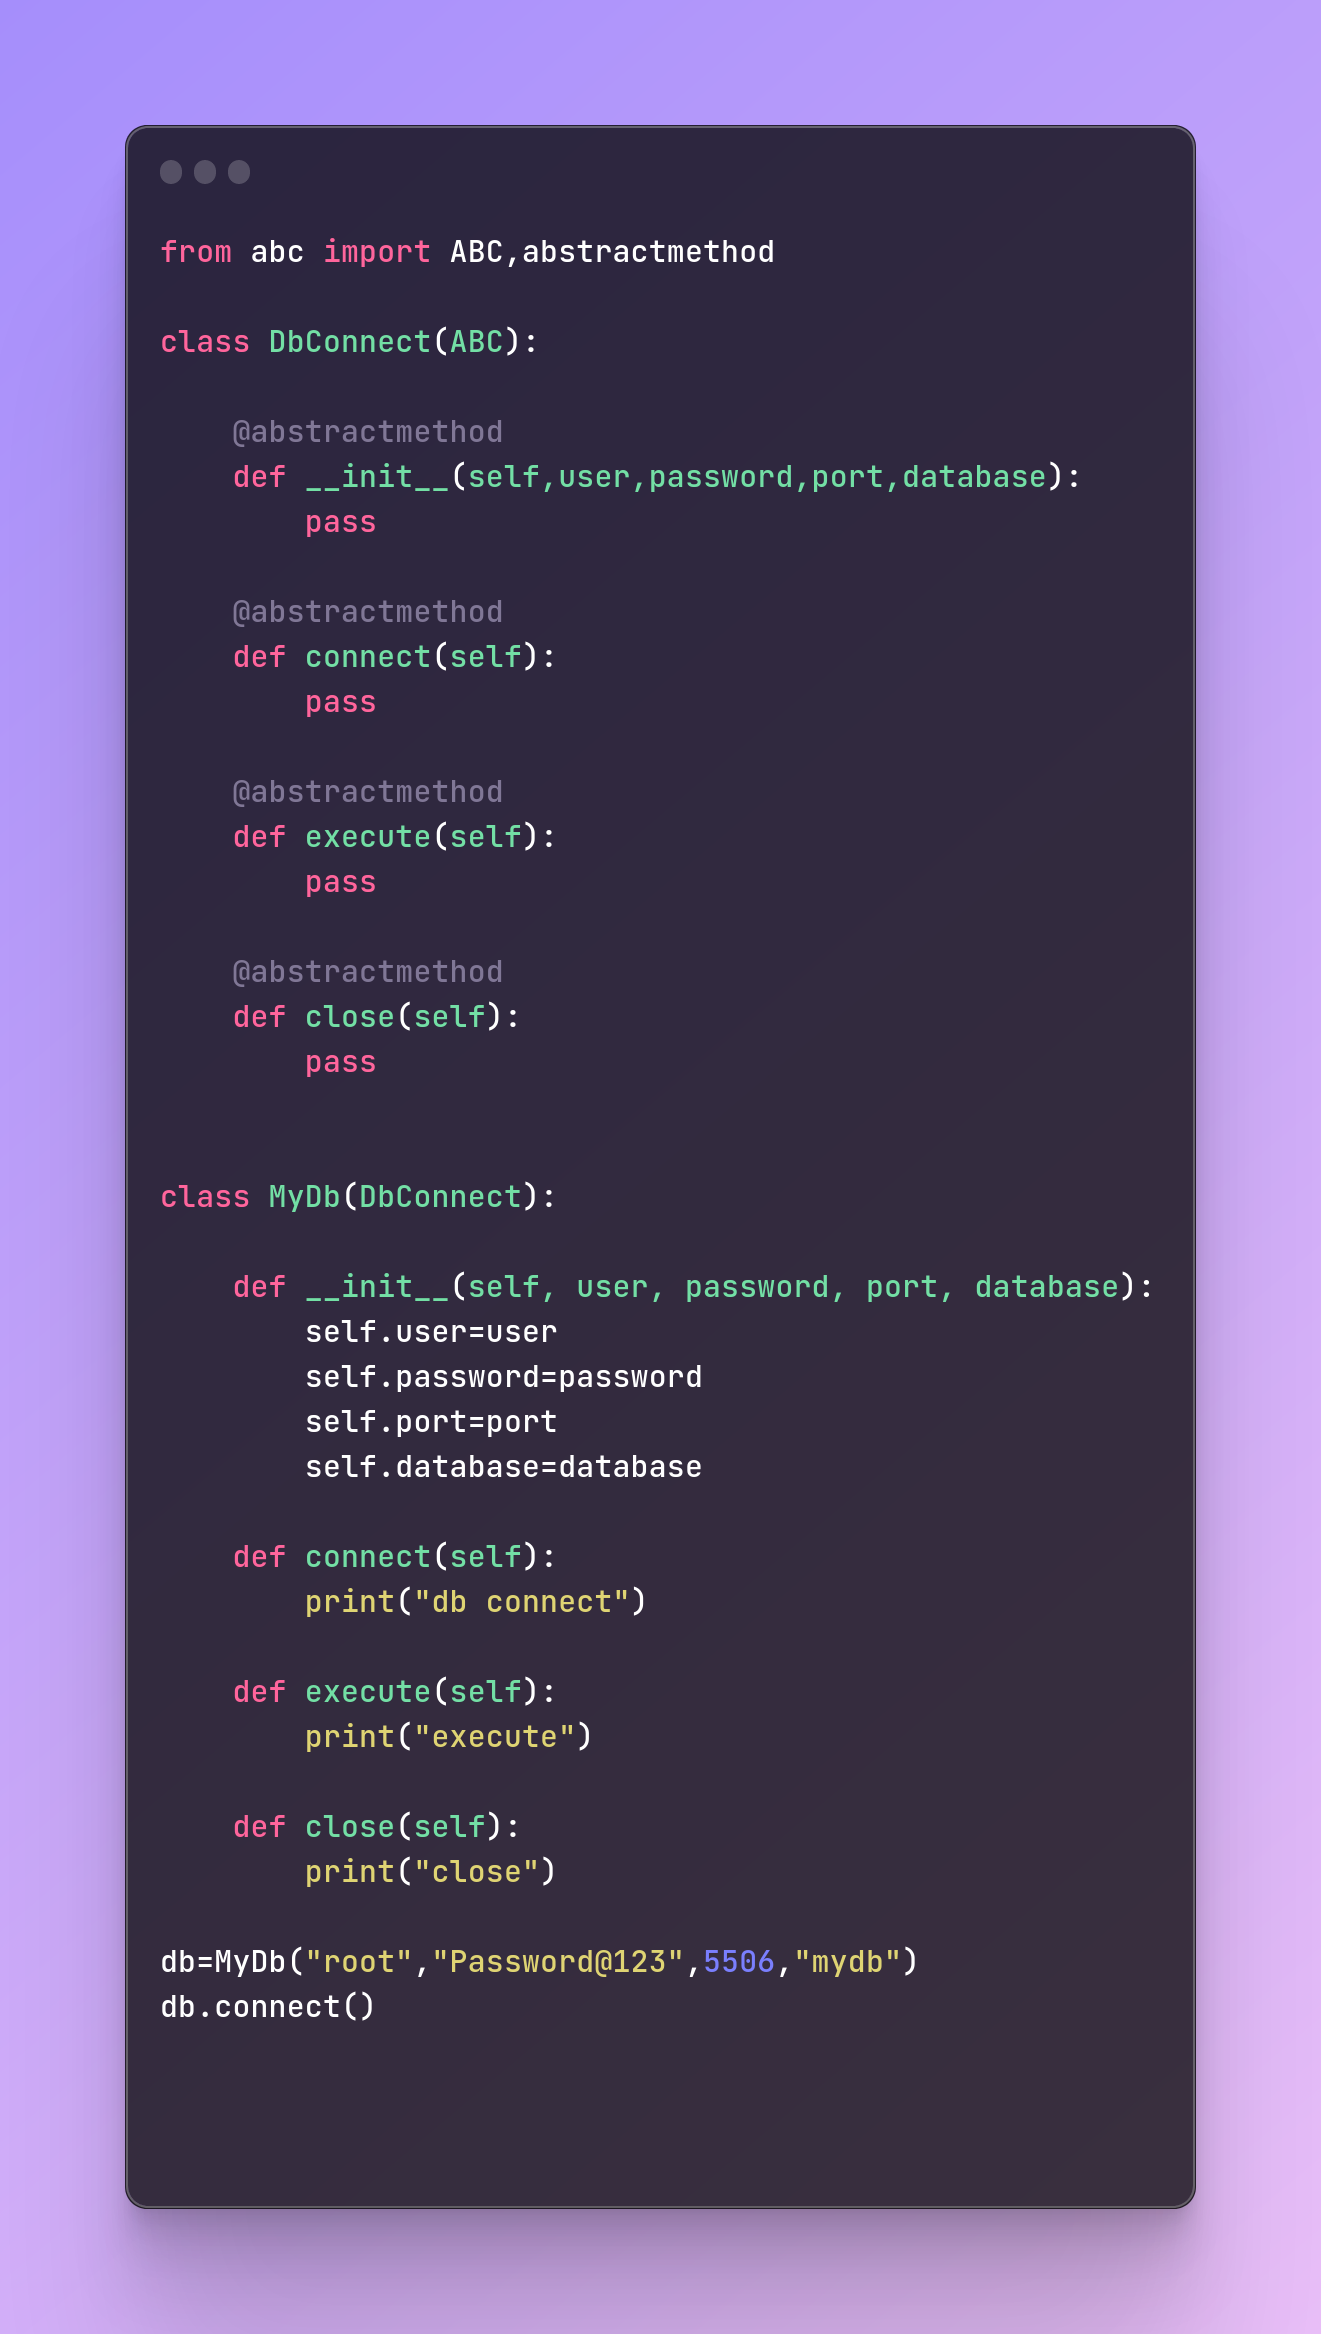 from abc import ABC,abstractmethod
class DbConnect(ABC):
    @abstractmethod
    def __init__(self,user,password,port,database):
        pass
    @abstractmethod
    def connect(self):
        pass
    @abstractmethod
    def execute(self):
        pass
    @abstractmethod
    def close(self):
        pass
class MyDb(DbConnect):
    def __init__(self, user, password, port, database):
        self.user=user
        self.password=password
        self.port=port
        self.database=database
    def connect(self):
        print("db connect")
    def execute(self):
        print("execute")
    def close(self):
        print("close")
db=MyDb("root","Password@123",5506,"mydb")
db.connect()